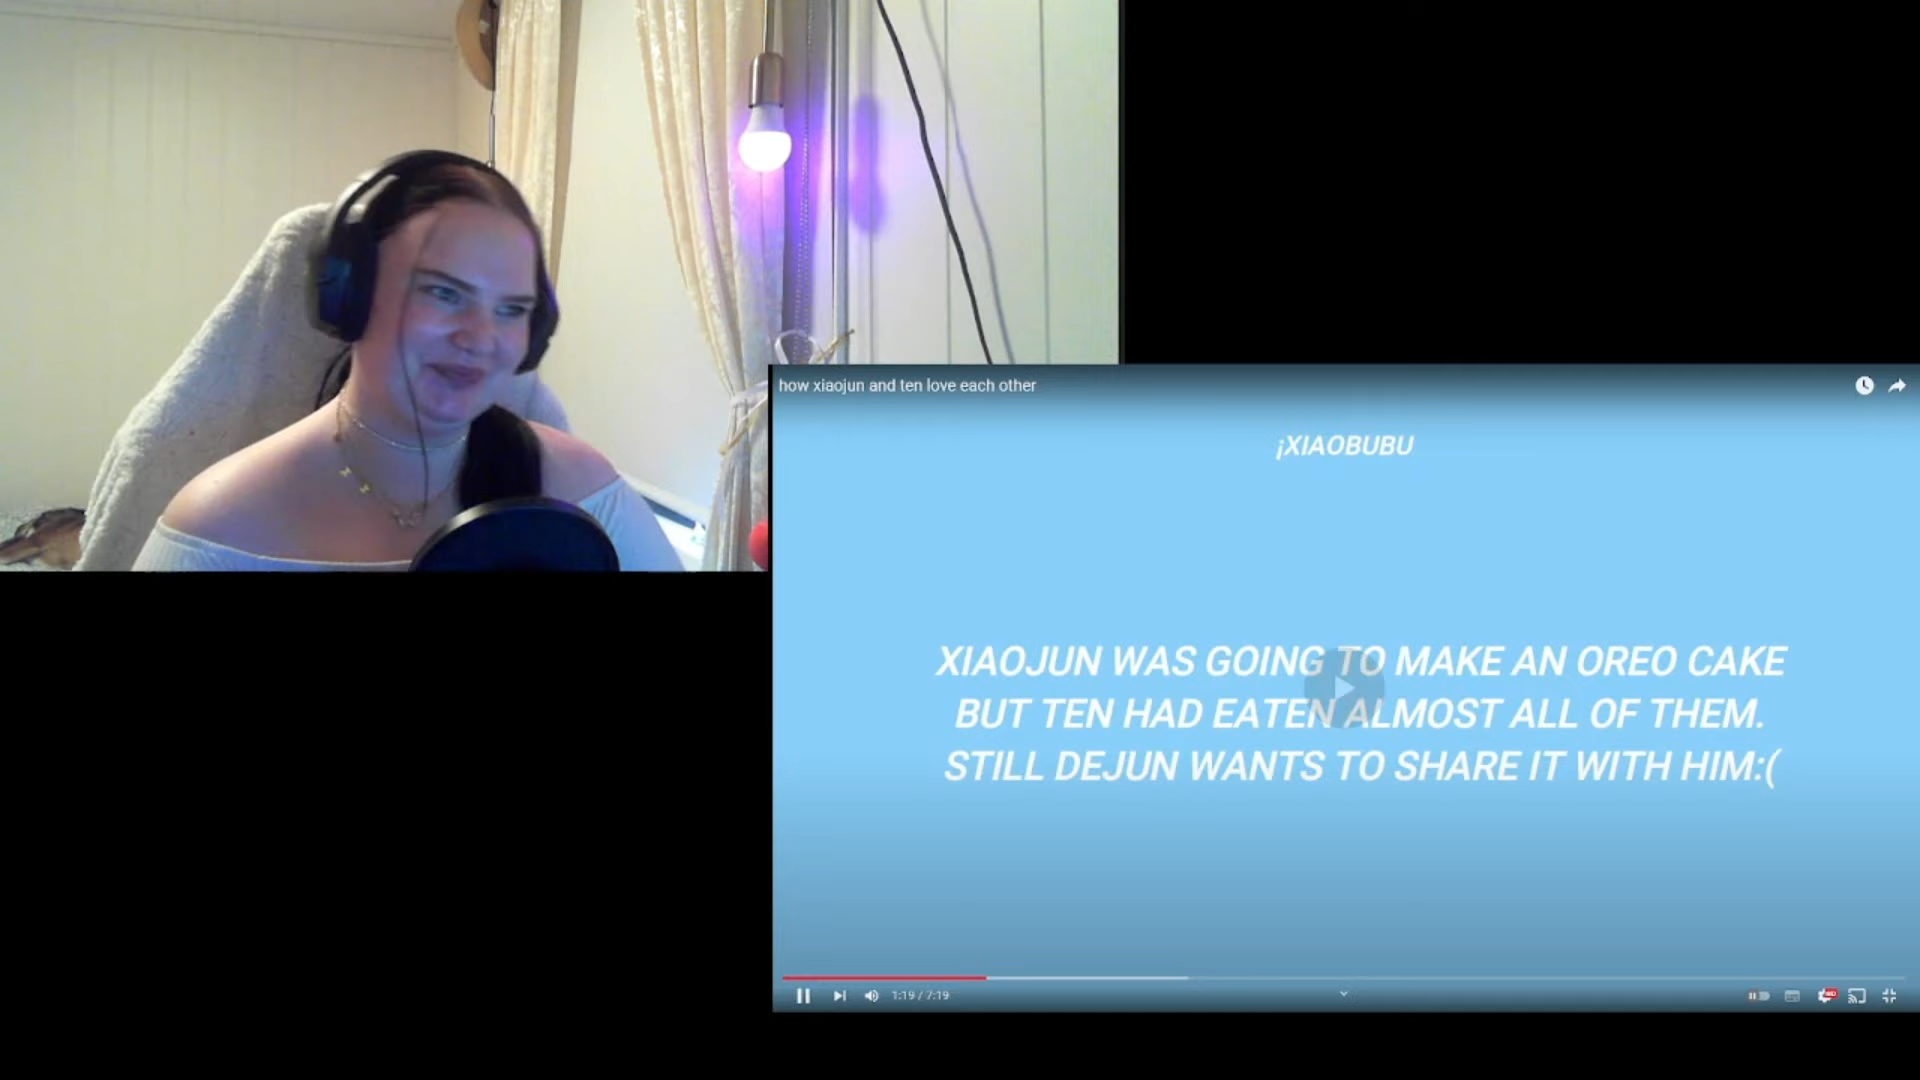 how xiaojun and ten love each other
¡XIAOBUBU
XIAOJUN WAS GOING TO MAKE AN OREO CAKE
BUT TEN HAD EATEN ALMOST ALL OF THEM.
STILL DEJUN WANTS TO SHARE IT WITH HIM:(
1:19 / 7:19
HD